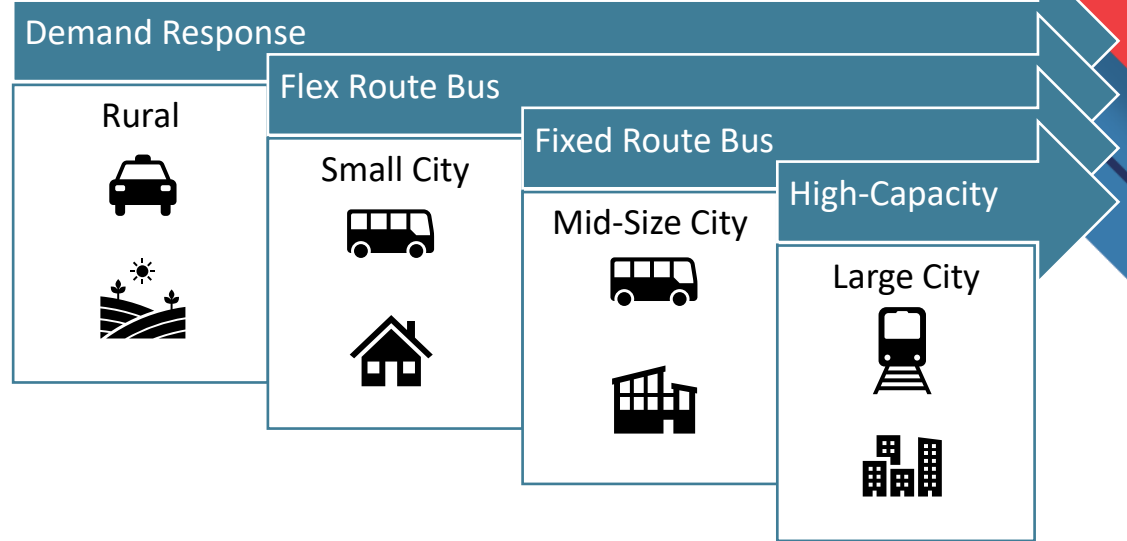 Demand Response
Rural
Flex Route Bus
Small City
Fixed Route Bus
Mid-Size City
High-Capacity
Large City